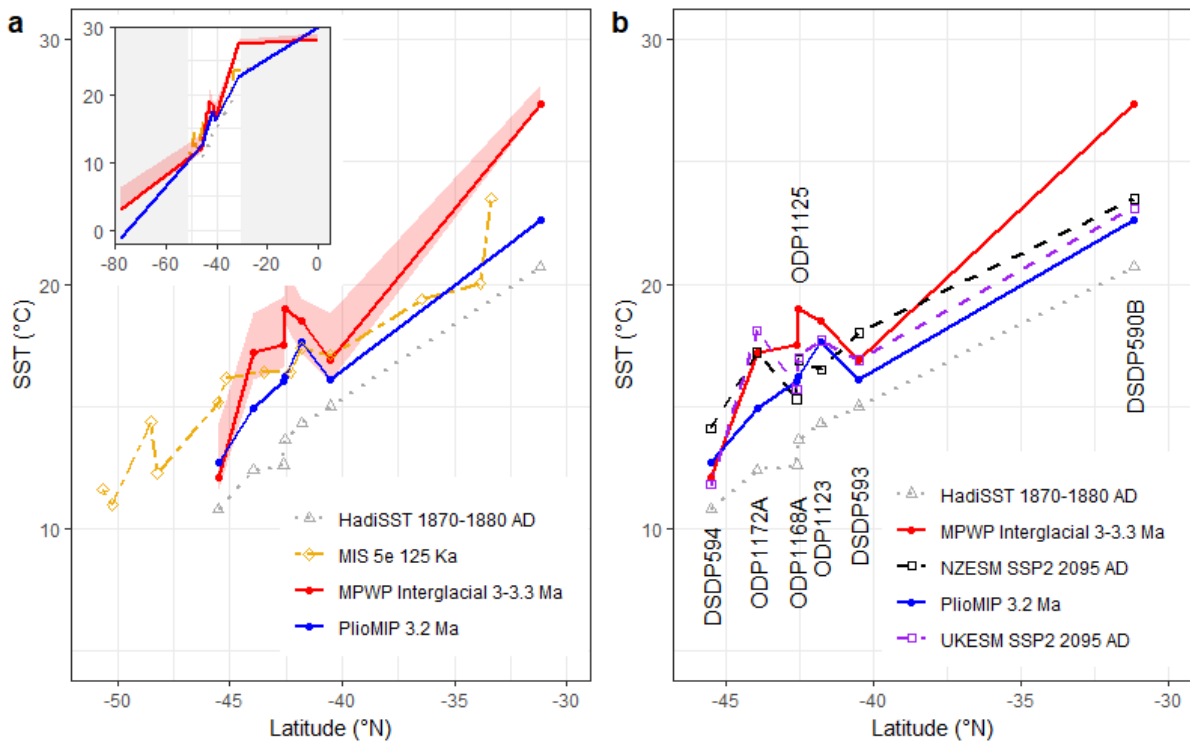 a
30
20
10
SST (°C)
30
20
10
0
-80
-60
-40
-20
0
HadiSST 1870-1880 AD
MIS 5e 125 Ka
MPWP Interglacial 3-3.3 Ma
PlioMIP 3.2 Ma
-50
-45
-40
-35
-30
Latitude (°N)
b
30
20
10
SST (°C)
ODP1125
DSDP590B
DSDP594
ODP1172A
ODP1168A
ODP1123
DSDP593
HadiSST 1870-1880 AD
MPWP Interglacial 3-3.3 Ma
NZESM SSP2 2095 AD
PlioMIP 3.2 Ma
UKESM SSP2 2095 AD
-45
-40
-35
-30
Latitude (°N)